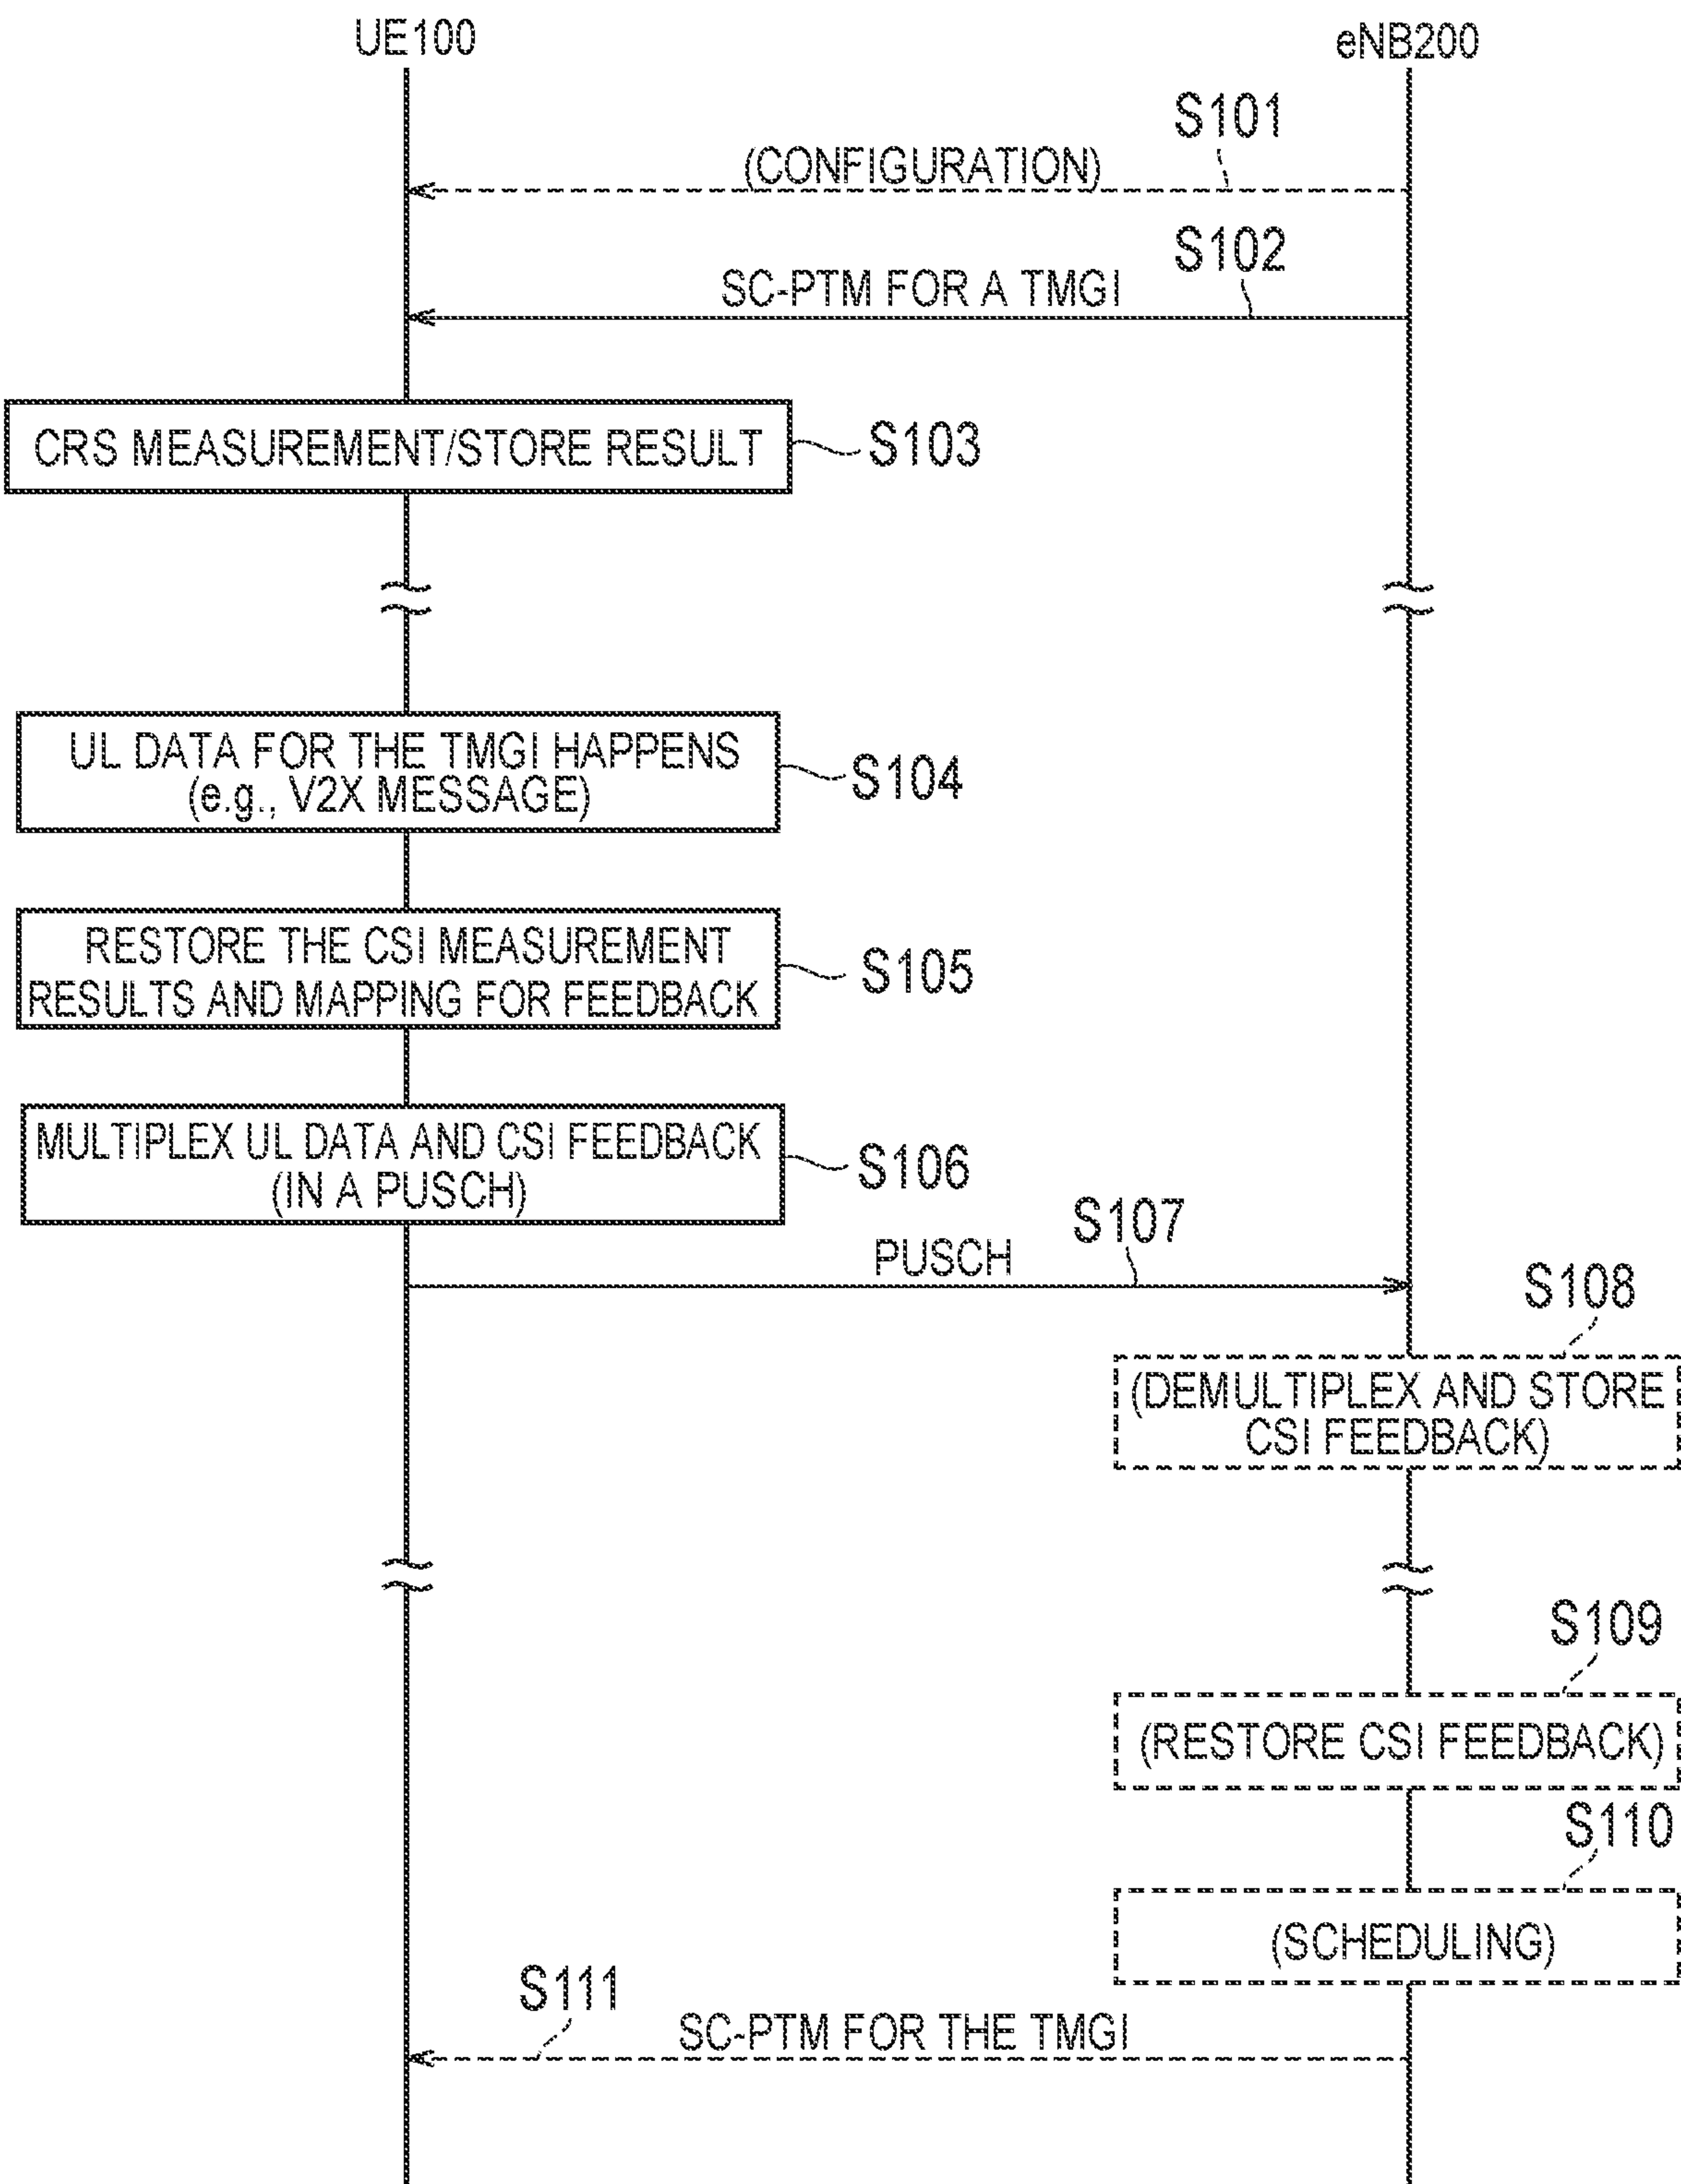 UE100
eNB200
S101
(CONFIGURATION)
S102
SC-PTM FOR A TMGI
CRS MEASUREMENT/STORE RESULT
S103
UL DATA FOR THE TMGI HAPPENS
(e.g., V2X MESSAGE)
S104
RESTORE THE CSI MEASUREMENT
RESULTS AND MAPPING FOR FEEDBACK
S105
MULTIPLEX UL DATA AND CSI FEEDBACK
(IN A PUSCH)
S106
S107
PUSCH
S108
(DEMULTIPLEX AND STORE
CSI FEEDBACK)
S109
(RESTORE CSI FEEDBACK)
S110
(SCHEDULING)
S111
SC-PTM FOR THE TMGI